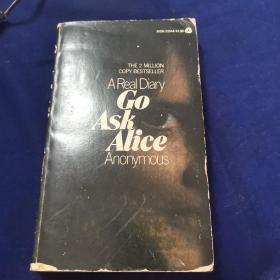 THE 2 MILLION
COPY BESTSELLER
A Real Diary
Go
Ask
Alice
Anonymous